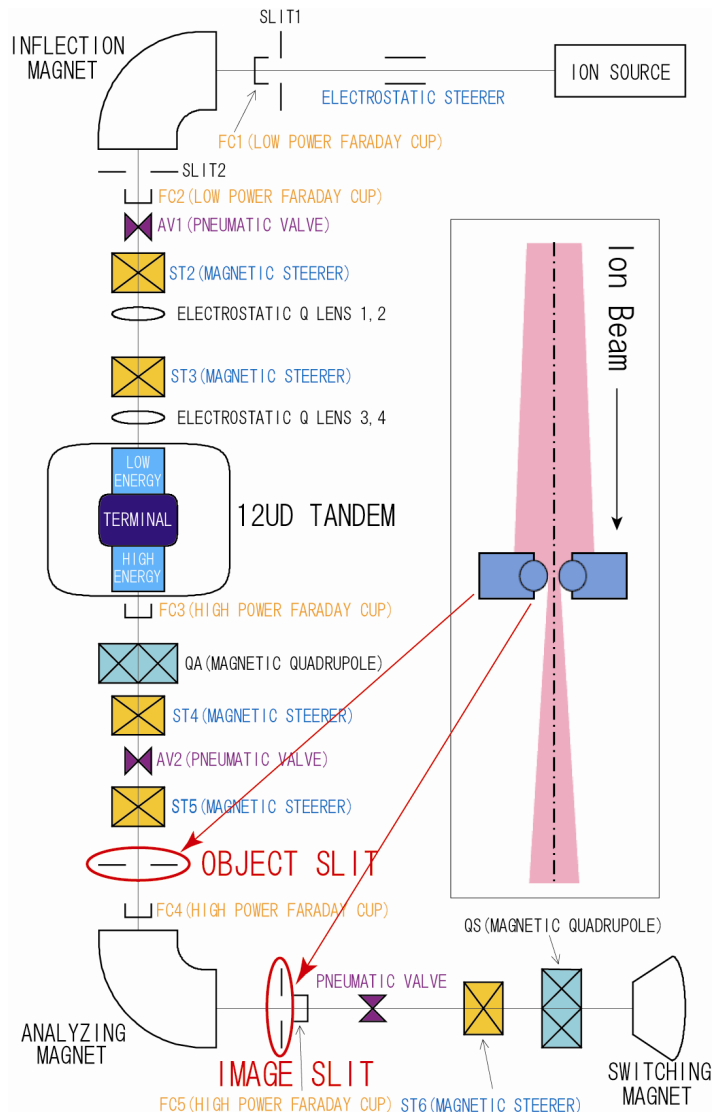 SLIT1
INFLECTION
MAGNET
ION SOURCE
ELECTROSTATIC STEERER
FC1(LOW POWER FARADAY CUP)
SLIT2
FC2(LOW POWER FARADAY CUP)
AV1(PNEUMATIC VALVE)
ST2(MAGNETIC STEERER)
ELECTROSTATIC Q LENS 1,2
ST3(MAGNETIC STEERER)
ELECTROSTATIC Q LENS 3,4
LOW
ENERGY
TERMINAL
HIGH
ENERGY
12UD TANDEM
FC3(HIGH POWER FARADAY CUP)
QA(MAGNETIC QUADRUPOLE)
ST4(MAGNETIC STEERER)
AV2(PNEUMATIC VALVE)
ST5(MAGNETIC STEERER)
OBJECT SLIT
FC4(HIGH POWER FARADAY CUP)
Ion Beam
QS(MAGNETIC QUADRUPOLE)
PNEUMATIC VALVE
ANALYZING
MAGNET
IMAGE SLIT
SWITCHING
MAGNET
FC5(HIGH POWER FARADAY CUP)
ST6(MAGNETIC STEERER)